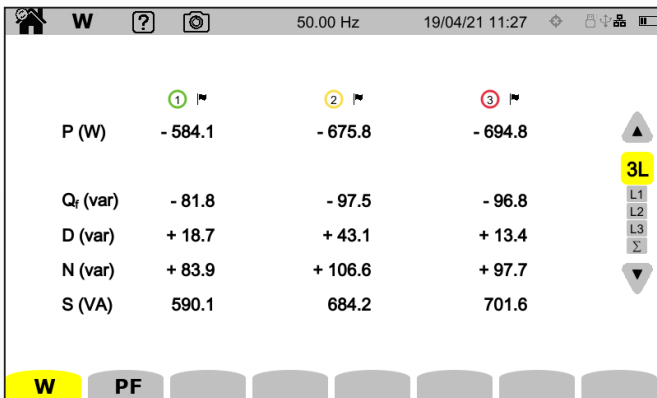 W ? 50.00 Hz 19/04/21 11:27
1 2 3
P (W) - 584.1 - 675.8 - 694.8
3L
Qf (var) - 81.8 - 97.5 - 96.8
L1
L2
D (var) + 18.7 + 43.1 + 13.4
L3
Σ
N (var) + 83.9 + 106.6 + 97.7
S (VA) 590.1 684.2 701.6
W PF